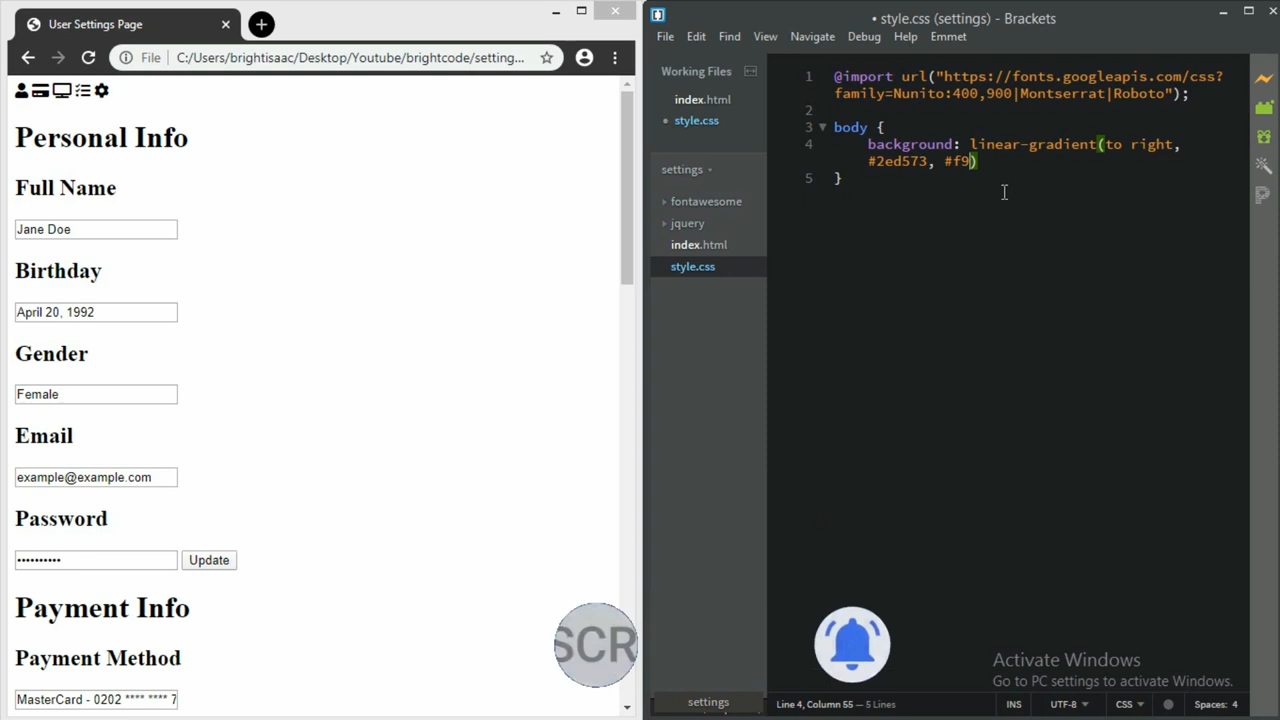 User Settings Page
File C:/Users/brightisaac/Desktop/Youtube/brightcode/setting...
Personal Info
Full Name
Jane Doe
Birthday
April 20, 1992
Gender
Female
Email
example@example.com
Password
•••••••••• Update
Payment Info
Payment Method
MasterCard - 0202 **** **** 7
SCR
• style.css (settings) - Brackets
File Edit Find View Navigate Debug Help Emmet
Working Files
index.html
• style.css
settings
fontawesome
jquery
index.html
style.css
settings
1 @import url("https://fonts.googleapis.com/css?
family=Nunito:400,900|Montserrat|Roboto");
2
3 body {
4 background: linear-gradient(to right,
#2ed573, #f9)
5 }
Activate Windows
Go to PC settings to activate Windows.
Line 4, Column 55 — 5 Lines INS UTF-8 CSS Spaces: 4